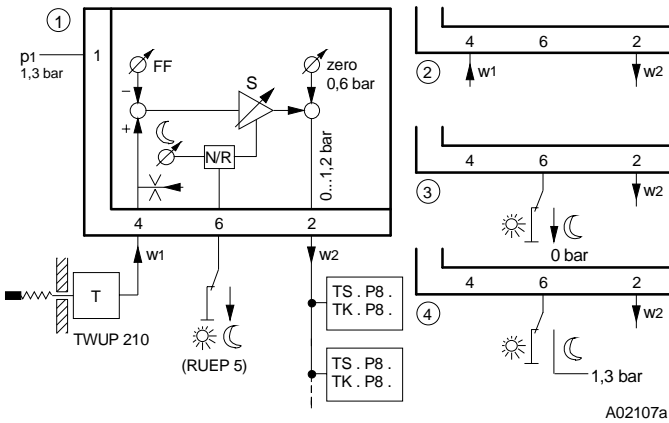 1
p1
1,3 bar
1
FF
S
zero
0,6 bar
–
+
N/R
0...1,2 bar
4 6 2
w1
w2
T
TWUP 210
(RUEP 5)
TS . P8 .
TK . P8 .
TS . P8 .
TK . P8 .
4 6 2
2
w1
w2
4 6 2
3
w2
0 bar
4 6 2
4
w2
1,3 bar
A02107a